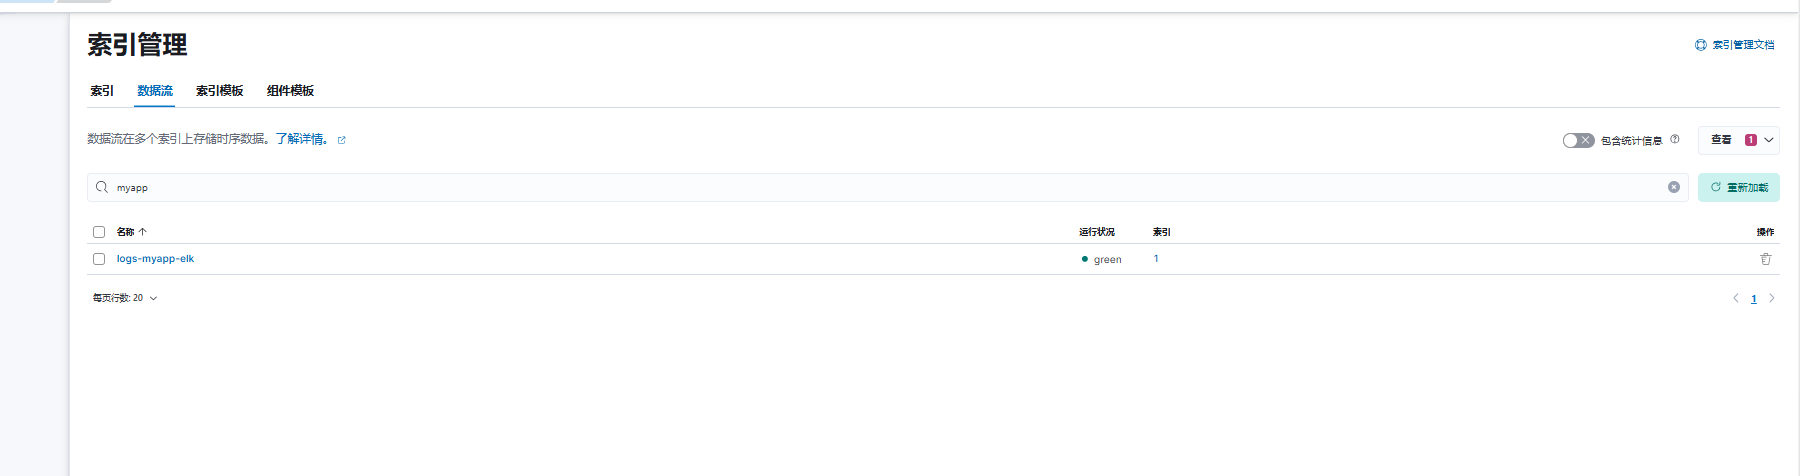 索引管理
索引管理文档
索引 数据流 索引模板 组件模板
数据流在多个索引上存储时序数据。了解详情。
包含统计信息 查看 1
myapp
重新加载
名称 运行状况 索引 操作
logs-myapp-elk green 1
每页行数: 20
1